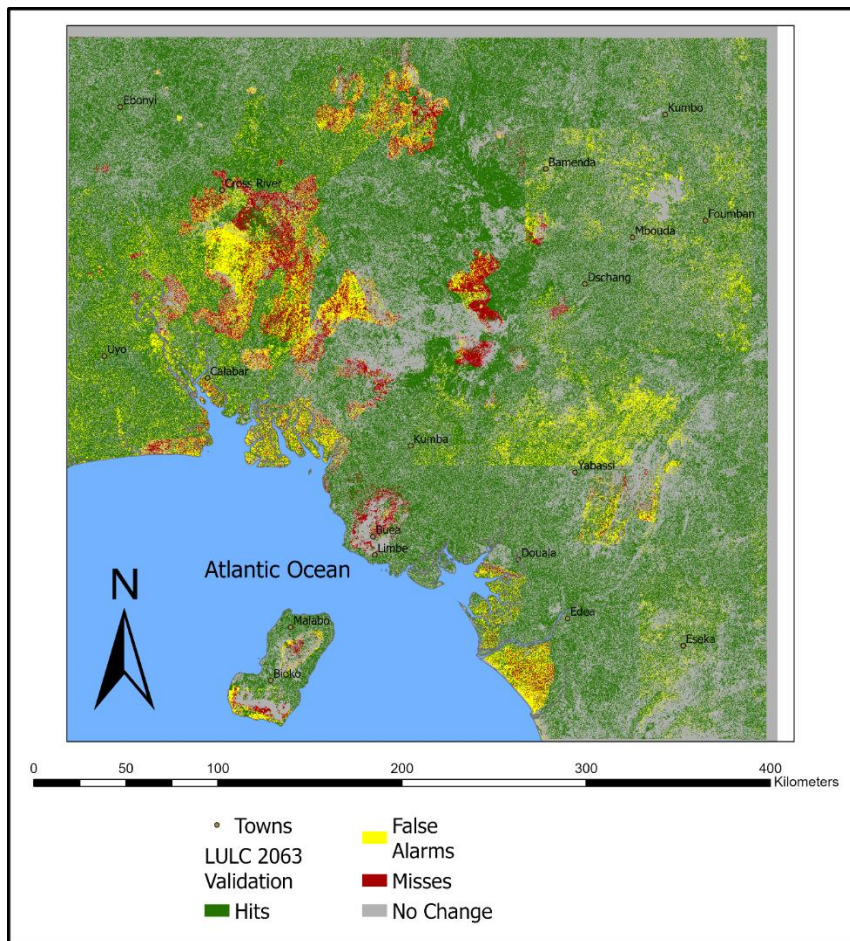 Ebonyi
Kumbo
Bamenda
Cross River
Foumban
Mbouda
Dschang
Uyo
Calabar
Kumba
Yabassi
Buea
Limbe
Douala
Atlantic Ocean
N
Malabo
Edea
Eseka
Bioko
0 50 100 200 300 400
Kilometers
Towns
LULC 2063
Validation
Hits
False
Alarms
Misses
No Change